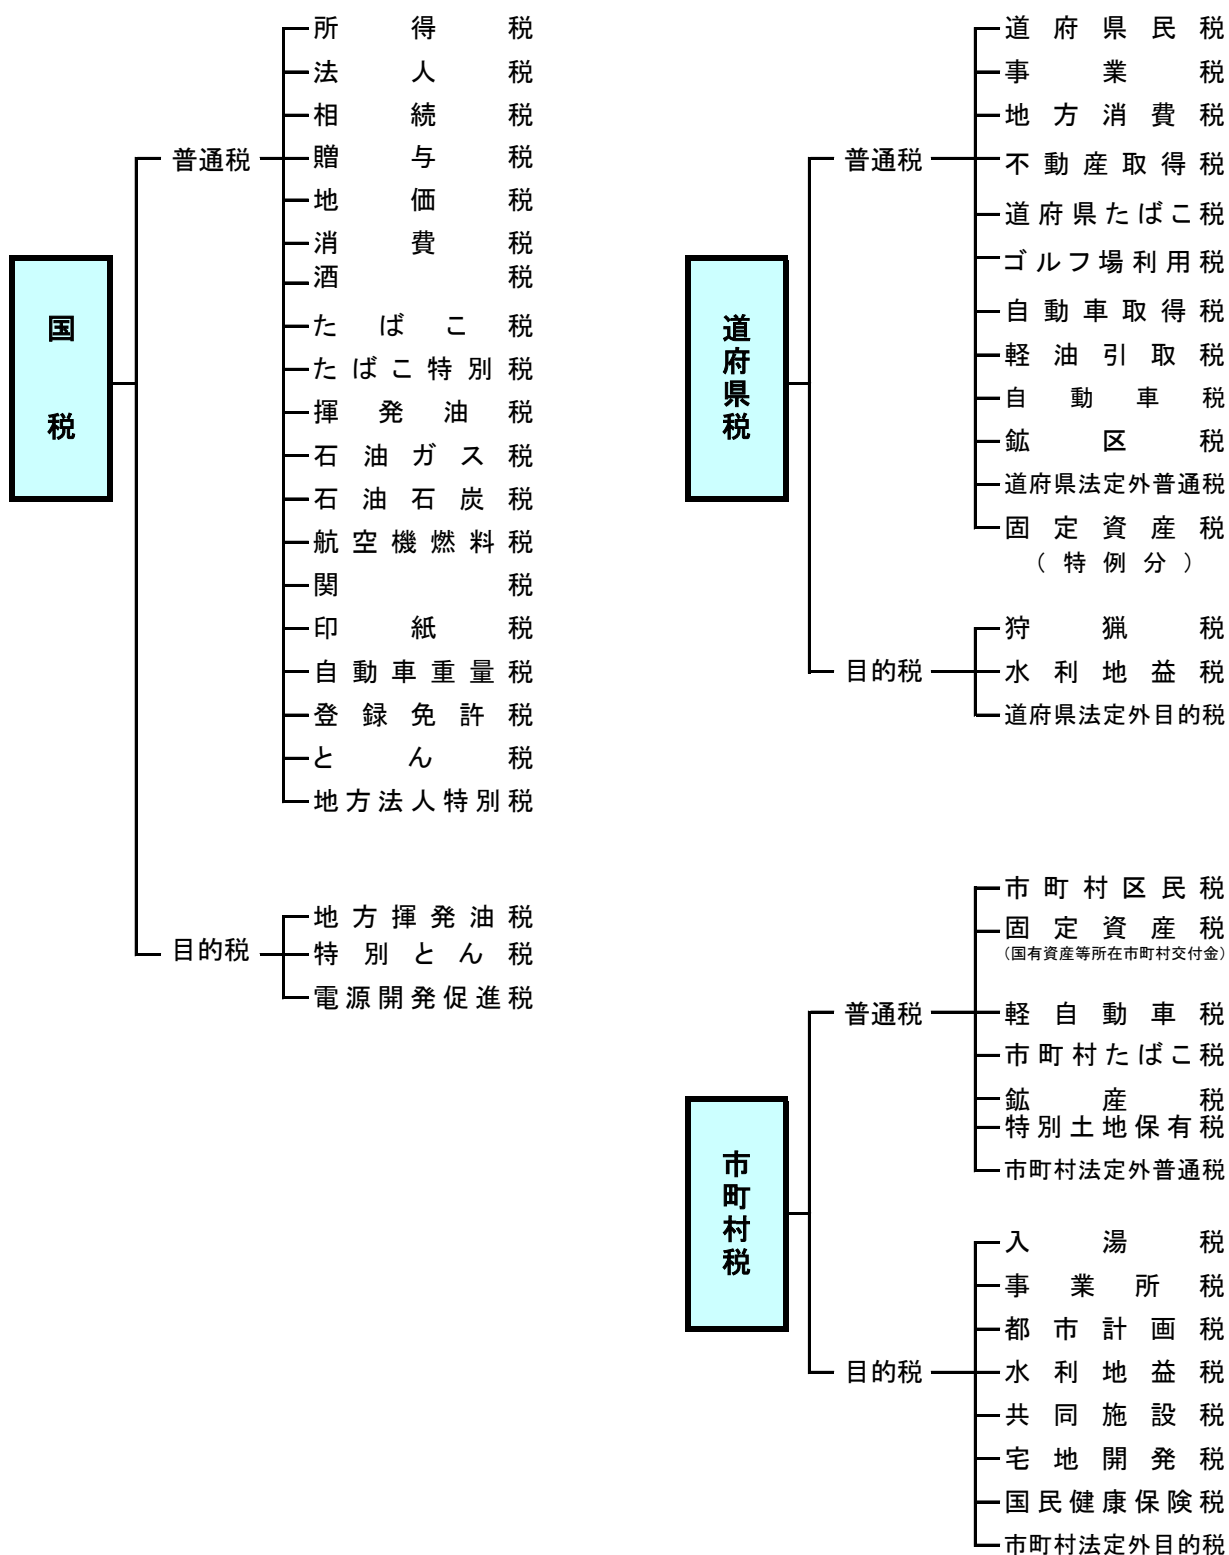 国税
普通税
所得税
法人税
相続税
贈与税
地価税
消費税
酒税
たばこ税
たばこ特別税
揮発油税
石油ガス税
石油石炭税
航空機燃料税
関税
印紙税
自動車重量税
登録免許税
とん税
地方法人特別税
目的税
地方揮発油税
特別とん税
電源開発促進税
道府県税
普通税
道府県民税
事業税
地方消費税
不動産取得税
道府県たばこ税
ゴルフ場利用税
自動車取得税
軽油引取税
自動車税
鉱区税
道府県法定外普通税
固定資産税
(特例分)
目的税
狩猟税
水利地益税
道府県法定外目的税
市町村税
普通税
市町村区民税
固定資産税
(国有資産等所在市町村交付金)
軽自動車税
市町村たばこ税
鉱産税
特別土地保有税
市町村法定外普通税
目的税
入湯税
事業所税
都市計画税
水利地益税
共同施設税
宅地開発税
国民健康保険税
市町村法定外目的税